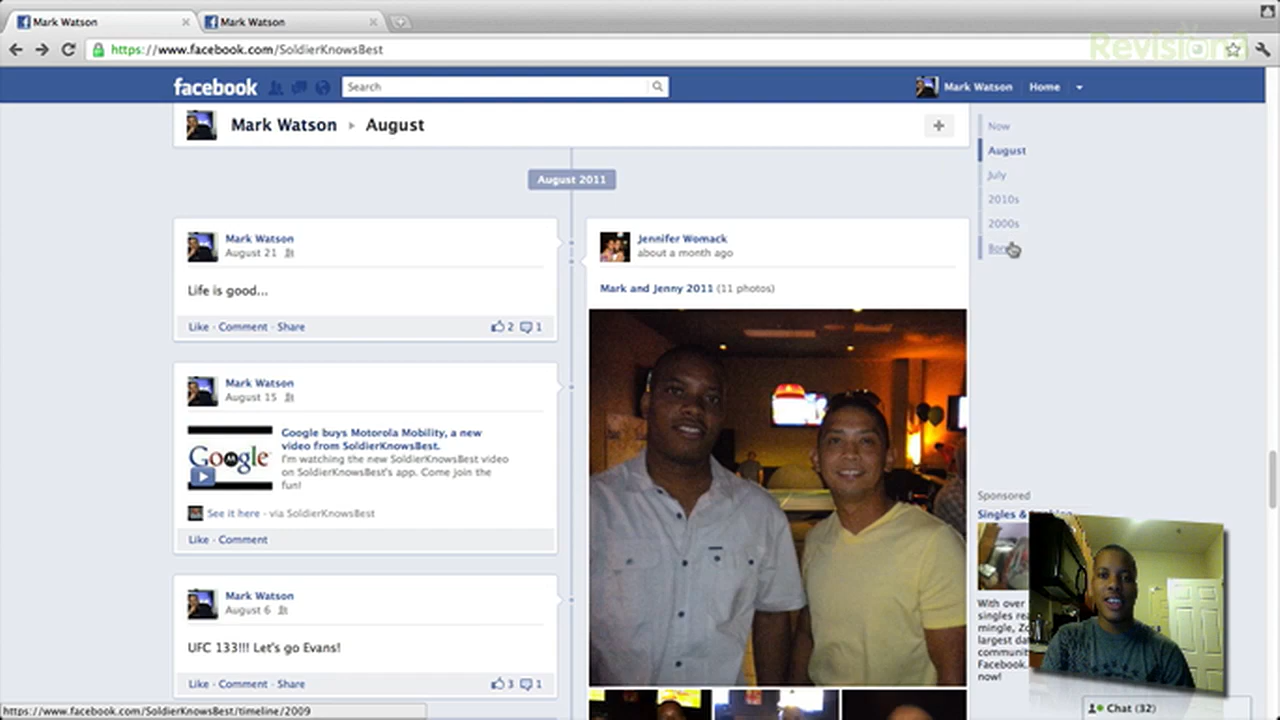 Mark Watson
Mark Watson
https://www.facebook.com/SoldierKnowsBest
Revision3
facebook
Search
Mark Watson
Home
Mark Watson ▸ August
+
Now
August
July
2010s
2000s
August 2011
Mark Watson
August 21
Life is good...
Like · Comment · Share
2
1
Mark Watson
August 15
Google
Google buys Motorola Mobility, a new
video from SoldierKnowsBest.
I'm watching the new SoldierKnowsBest video
on SoldierKnowsBest's app. Come join the
fun!
See it here - via SoldierKnowsBest
Like · Comment
Mark Watson
August 6
UFC 133!!! Let's go Evans!
Like · Comment · Share
3
1
Jennifer Womack
about a month ago
Mark and Jenny 2011 (11 photos)
Sponsored
Singles &
With over
singles
mingle,
largest
Facebook.
now!
Chat (32)
https://www.facebook.com/SoldierKnowsBest/timeline/2009